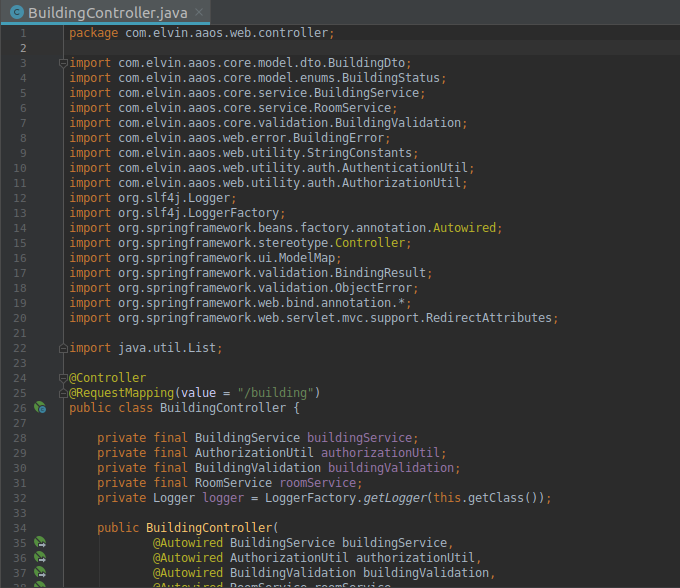 C BuildingController.java ×
1 package com.elvin.aaos.web.controller;
2
3 import com.elvin.aaos.core.model.dto.BuildingDto;
4 import com.elvin.aaos.core.model.enums.BuildingStatus;
5 import com.elvin.aaos.core.service.BuildingService;
6 import com.elvin.aaos.core.service.RoomService;
7 import com.elvin.aaos.core.validation.BuildingValidation;
8 import com.elvin.aaos.web.error.BuildingError;
9 import com.elvin.aaos.web.utility.StringConstants;
10 import com.elvin.aaos.web.utility.auth.AuthenticationUtil;
11 import com.elvin.aaos.web.utility.auth.AuthorizationUtil;
12 import org.slf4j.Logger;
13 import org.slf4j.LoggerFactory;
14 import org.springframework.beans.factory.annotation.Autowired;
15 import org.springframework.stereotype.Controller;
16 import org.springframework.ui.ModelMap;
17 import org.springframework.validation.BindingResult;
18 import org.springframework.validation.ObjectError;
19 import org.springframework.web.bind.annotation.*;
20 import org.springframework.web.servlet.mvc.support.RedirectAttributes;
21
22 import java.util.List;
23
24 @Controller
25 @RequestMapping(value = "/building")
26 public class BuildingController {
27
28 private final BuildingService buildingService;
29 private final AuthorizationUtil authorizationUtil;
30 private final BuildingValidation buildingValidation;
31 private final RoomService roomService;
32 private Logger logger = LoggerFactory.getLogger(this.getClass());
33
34 public BuildingController(
35 @Autowired BuildingService buildingService,
36 @Autowired AuthorizationUtil authorizationUtil,
37 @Autowired BuildingValidation buildingValidation,
38 @Autowired RoomService roomService